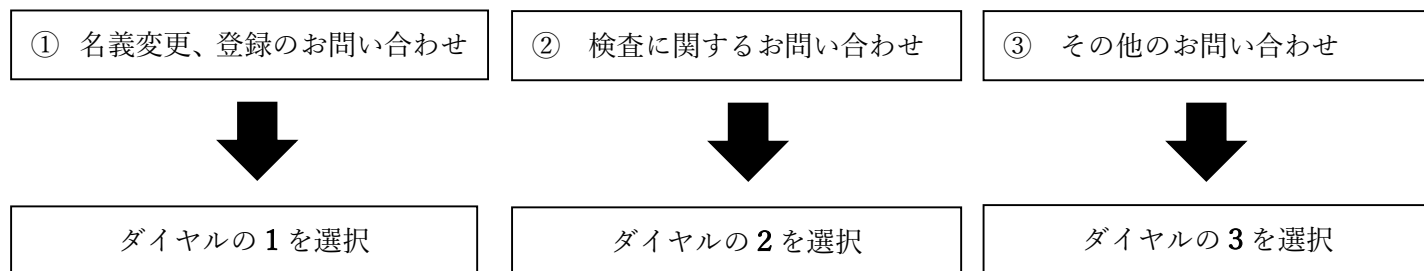 ① 名義変更、登録のお問い合わせ
② 検査に関するお問い合わせ
③ その他のお問い合わせ
ダイヤルの 1 を選択
ダイヤルの 2 を選択
ダイヤルの 3 を選択